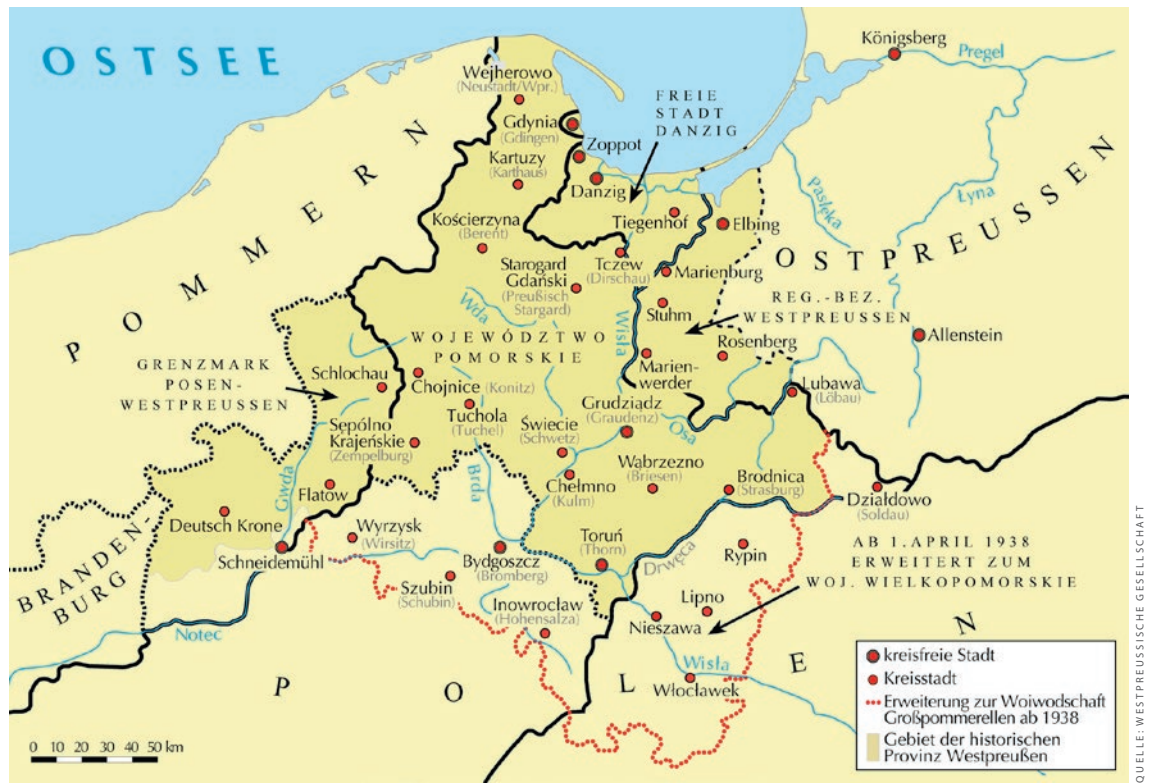 OSTSEE
Königsberg
Pregel
Wejherowo
(Neustadt/Wpr.)
FREIE
STADT
DANZIG
Gdynia
(Gdingen)
Zoppot
Kartuzy
(Karthaus)
Danzig
Pasłęka
Łyna
POMMERN
Kościerzyna
(Berent)
Tiegenhof
Elbing
OSTPREUSSEN
Starogard
Gdański
(Preußisch
Stargard)
Tczew
(Dirschau)
Marienburg
Wda
Wisła
Stuhm
REG.-BEZ.
WESTPREUSSEN
WOJEWÓDZTWO
POMORSKIE
Rosenberg
Allenstein
GRENZMARK
POSEN-
WESTPREUSSEN
Schlochau
Chojnice (Konitz)
Marien-
werder
Lubawa
(Löbau)
Tuchola
(Tuchel)
Grudziądz
(Graudenz)
Osa
Sępólno
Krajeńskie
(Zempelburg)
Świecie
(Schwetz)
Gwda
Brda
Wąbrzezno
(Briesen)
Brodnica
(Strasburg)
Flatow
Chełmno
(Kulm)
Działdowo
(Soldau)
Deutsch Krone
Wyrzysk
(Wirsitz)
Schneidemühl
Bydgoszcz
(Bromberg)
Toruń
(Thorn)
Drwęca
Rypin
AB 1. APRIL 1938
ERWEITERT ZUM
WOJ. WIELKOPOMORSKIE
BRANDEN-
BURG
Szubin
(Schubin)
Inowrocław
(Hohensalza)
Lipno
Nieszawa
Notec
Wisła
Włocławek
POLEN
kreisfreie Stadt
Kreisstadt
Erweiterung zur Woiwodschaft
Großpommerellen ab 1938
Gebiet der historischen
Provinz Westpreußen
0 10 20 30 40 50 km
QUELLE: WESTPREUSSISCHE GESELLSCHAFT